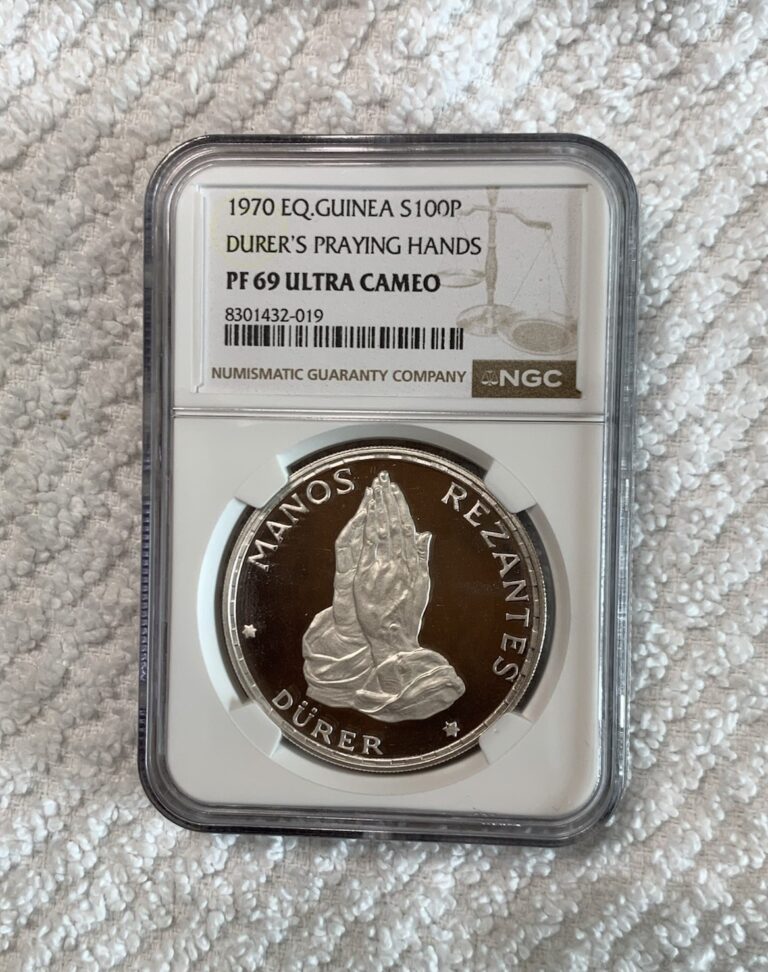 1970 EQ.GUINEA S100P
DURER'S PRAYING HANDS
PF 69 ULTRA CAMEO
8301432-019
NUMISMATIC GUARANTY COMPANY NGC
MANOS REZANTES
DÜRER